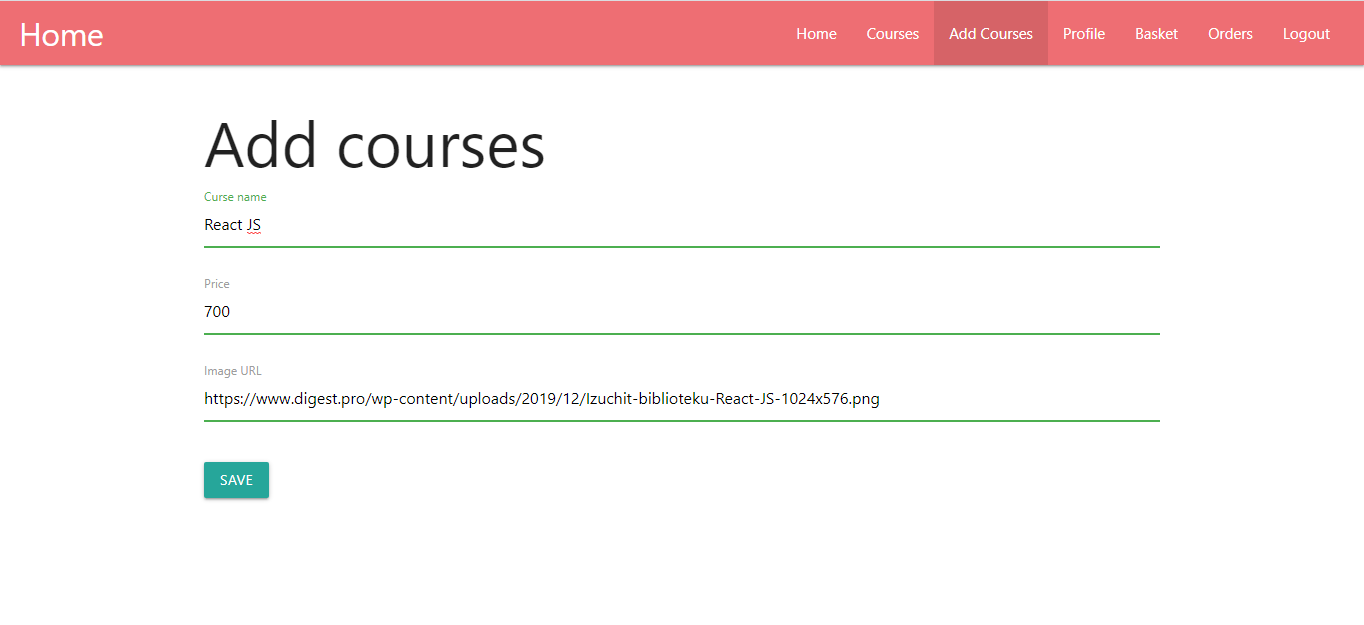 Home
Home Courses Add Courses Profile Basket Orders Logout
Add courses
Curse name
React JS
Price
700
Image URL
https://www.digest.pro/wp-content/uploads/2019/12/Izuchit-biblioteku-React-JS-1024x576.png
SAVE